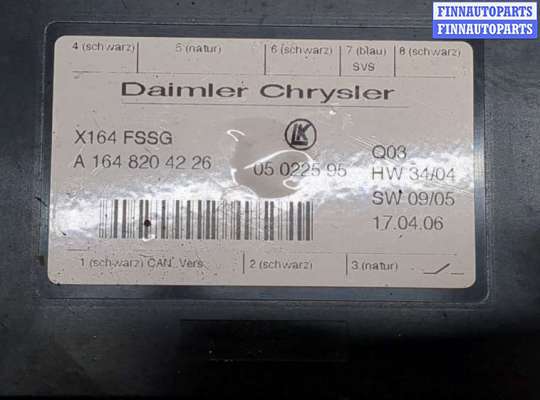 FINNAUTOPARTS
FINNAUTOPARTS
4 (schwarz) 5 (natur) 6 (schwarz) 7 (blau) 8 (schwarz)
SVS
Daimler Chrysler
X164 FSSG LK Q03
A 164 820 42 26 05 0225 95 HW 34/04
SW 09/05
17.04.06
1 (schwarz) CAN Vers. 2 (schwarz) 3 (natur)